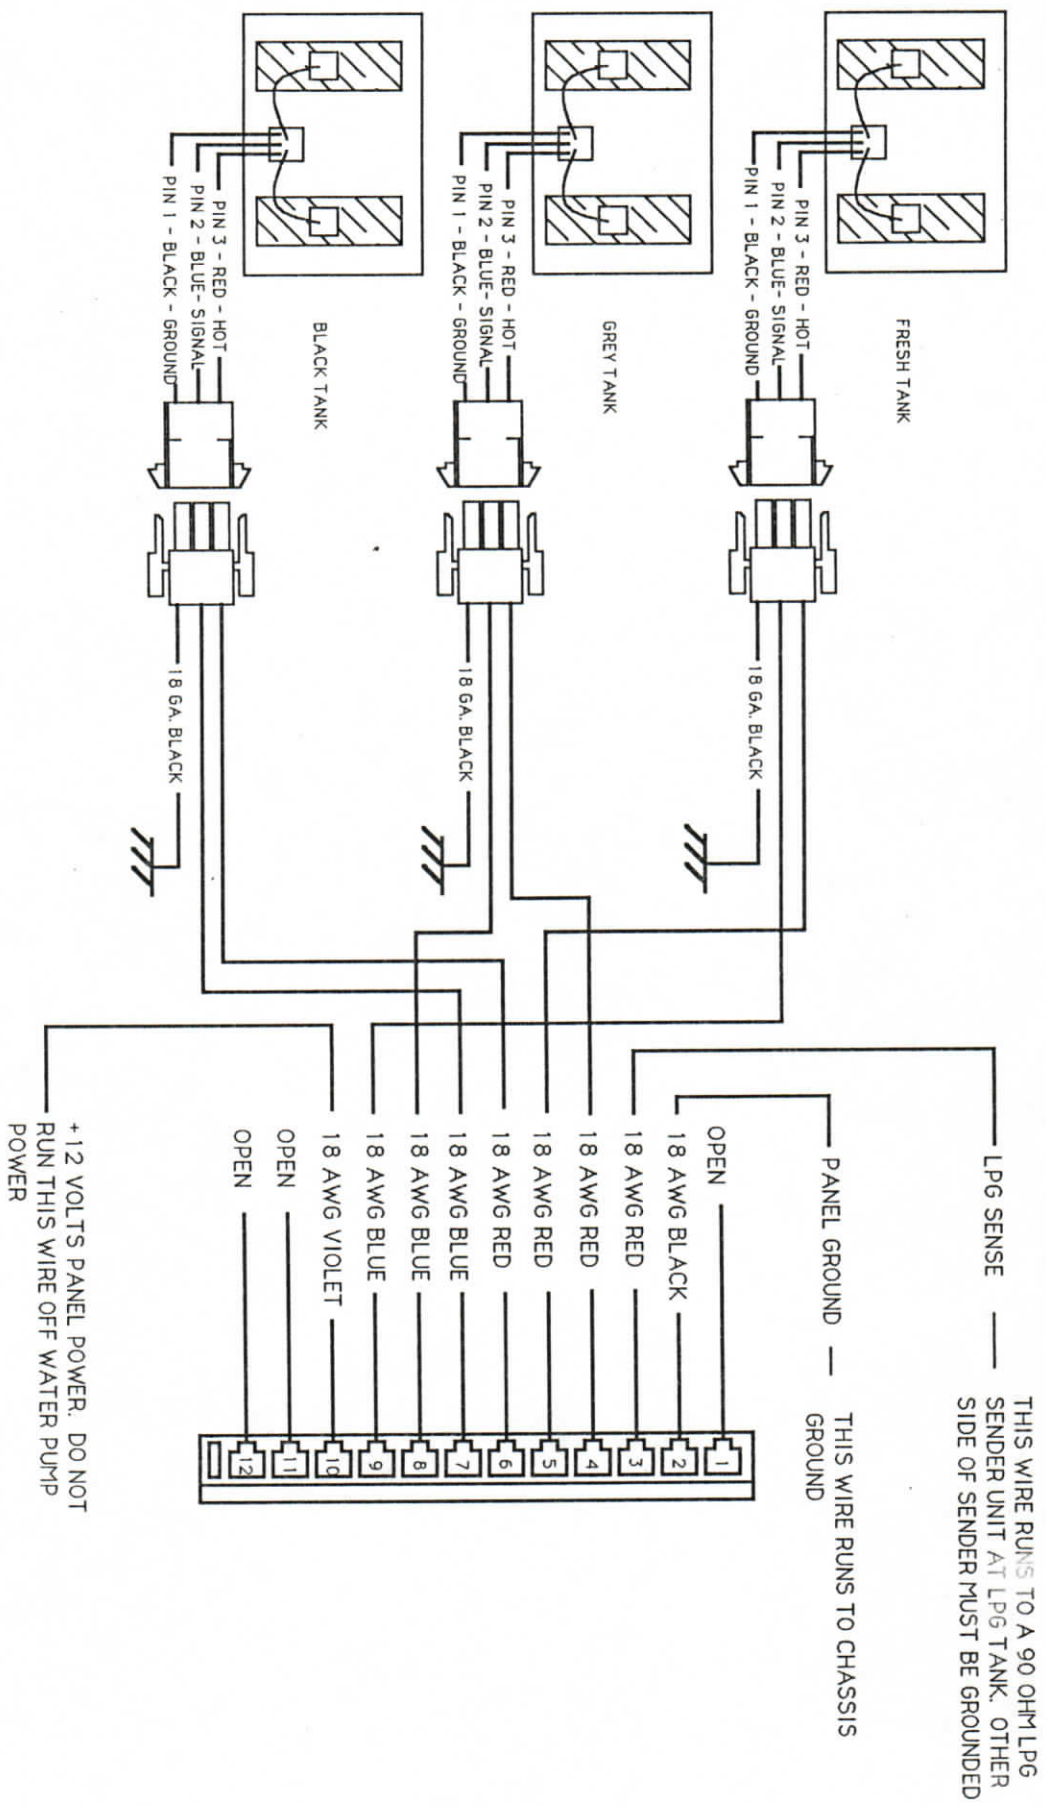 FRESH TANK
PIN 3 - RED - HOT
PIN 2 - BLUE- SIGNAL
PIN 1 - BLACK - GROUND
18 GA. BLACK
GREY TANK
PIN 3 - RED - HOT
PIN 2 - BLUE- SIGNAL
PIN 1 - BLACK - GROUND
18 GA. BLACK
BLACK TANK
PIN 3 - RED - HOT
PIN 2 - BLUE- SIGNAL
PIN 1 - BLACK - GROUND
18 GA. BLACK
LPG SENSE
THIS WIRE RUNS TO A 90 OHM LPG
SENDER UNIT AT LPG TANK. OTHER
SIDE OF SENDER MUST BE GROUNDED
PANEL GROUND
THIS WIRE RUNS TO CHASSIS
GROUND
OPEN
1
18 AWG BLACK
2
18 AWG RED
3
18 AWG RED
4
18 AWG RED
5
18 AWG RED
6
18 AWG BLUE
7
18 AWG BLUE
8
18 AWG BLUE
9
18 AWG VIOLET
10
OPEN
11
OPEN
12
+12 VOLTS PANEL POWER. DO NOT
RUN THIS WIRE OFF WATER PUMP
POWER